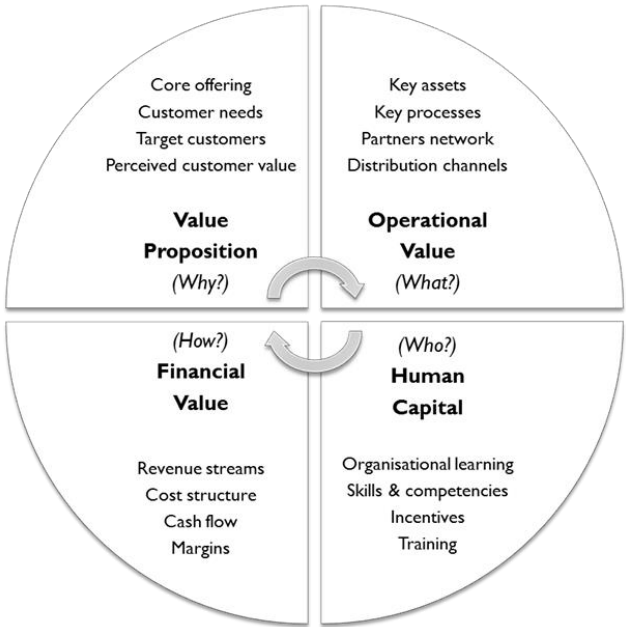 Core offering
Customer needs
Target customers
Perceived customer value
Value
Proposition
(Why?)
Key assets
Key processes
Partners network
Distribution channels
Operational
Value
(What?)
(How?)
Financial
Value
Revenue streams
Cost structure
Cash flow
Margins
(Who?)
Human
Capital
Organisational learning
Skills & competencies
Incentives
Training